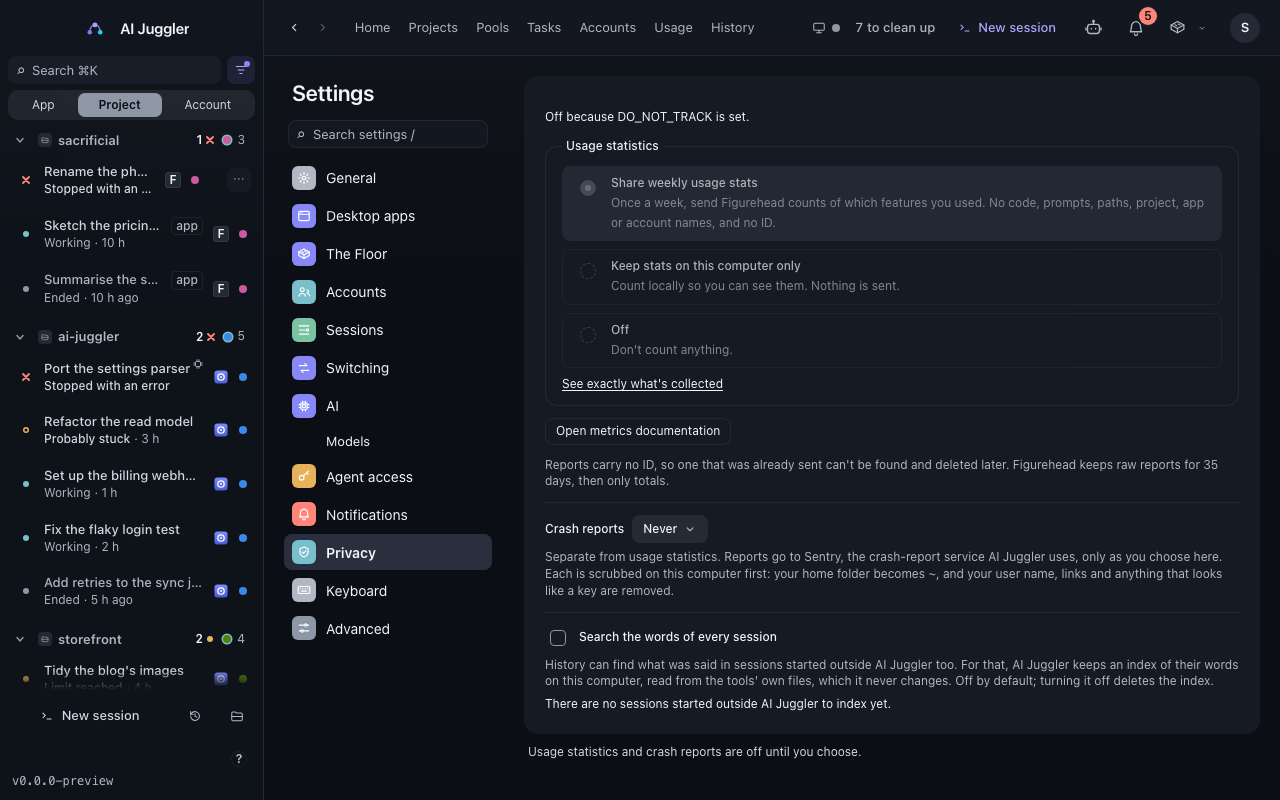 AI Juggler
Search ⌘K
App Project Account
sacrificial 1 3
Rename the ph...
Stopped with an ...
F
Sketch the pricin... app
Working · 10 h
F
Summarise the s... app
Ended · 10 h ago
F
ai-juggler 2 5
Port the settings parser
Stopped with an error
Refactor the read model
Probably stuck · 3 h
Set up the billing webh...
Working · 1 h
Fix the flaky login test
Working · 2 h
Add retries to the sync j...
Ended · 5 h ago
storefront 2 4
Tidy the blog's images
Limit reached · 4 h
New session
?
v0.0.0-preview
Home Projects Pools Tasks Accounts Usage History
7 to clean up
New session
5
S
Settings
Search settings /
General
Desktop apps
The Floor
Accounts
Sessions
Switching
AI
Models
Agent access
Notifications
Privacy
Keyboard
Advanced
Off because DO_NOT_TRACK is set.
Usage statistics
Share weekly usage stats
Once a week, send Figurehead counts of which features you used. No code, prompts, paths, project, app
or account names, and no ID.
Keep stats on this computer only
Count locally so you can see them. Nothing is sent.
Off
Don't count anything.
See exactly what's collected
Open metrics documentation
Reports carry no ID, so one that was already sent can't be found and deleted later. Figurehead keeps raw reports for 35
days, then only totals.
Crash reports Never
Separate from usage statistics. Reports go to Sentry, the crash-report service AI Juggler uses, only as you choose here.
Each is scrubbed on this computer first: your home folder becomes ~, and your user name, links and anything that looks
like a key are removed.
Search the words of every session
History can find what was said in sessions started outside AI Juggler too. For that, AI Juggler keeps an index of their words
on this computer, read from the tools' own files, which it never changes. Off by default; turning it off deletes the index.
There are no sessions started outside AI Juggler to index yet.
Usage statistics and crash reports are off until you choose.